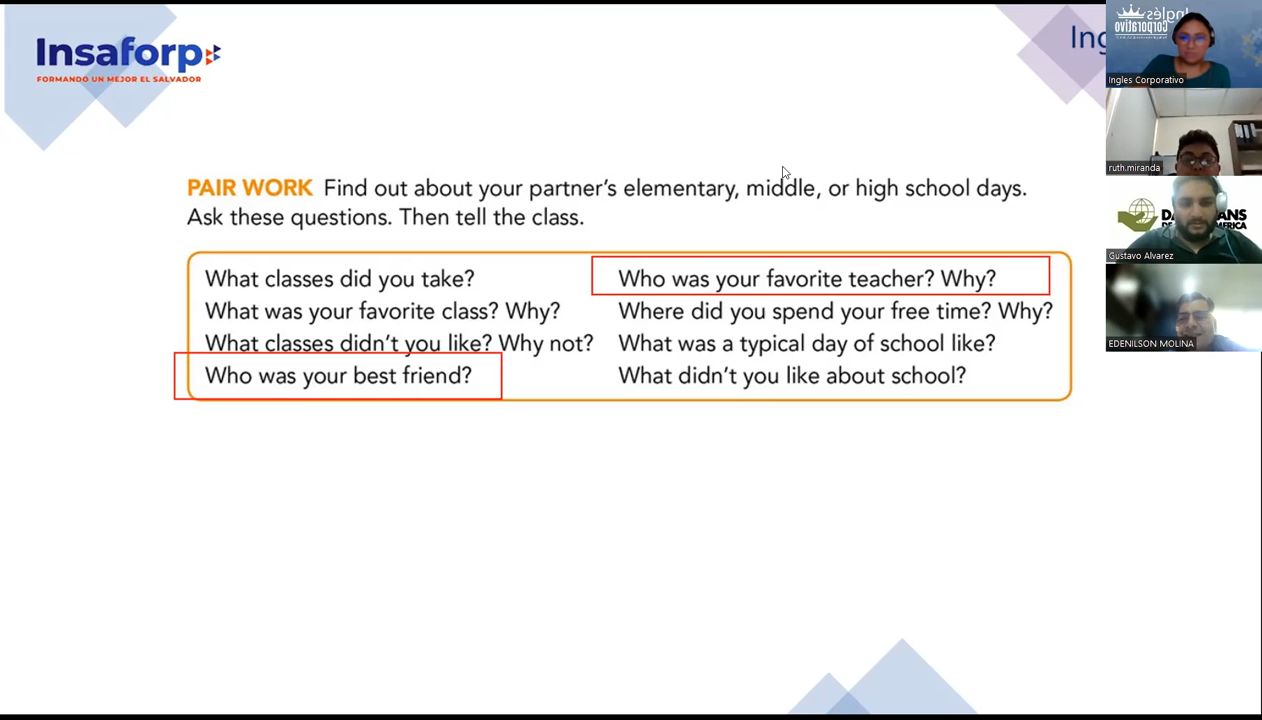 Insaforp
FORMANDO UN MEJOR EL SALVADOR
Ing
PAIR WORK Find out about your partner's elementary, middle, or high school days.
Ask these questions. Then tell the class.
What classes did you take?
What was your favorite class? Why?
What classes didn't you like? Why not?
Who was your best friend?
Who was your favorite teacher? Why?
Where did you spend your free time? Why?
What was a typical day of school like?
What didn't you like about school?
Inglés
Corporativo
Ingles Corporativo
ruth.miranda
Gustavo Alvarez
EDENILSON MOLINA